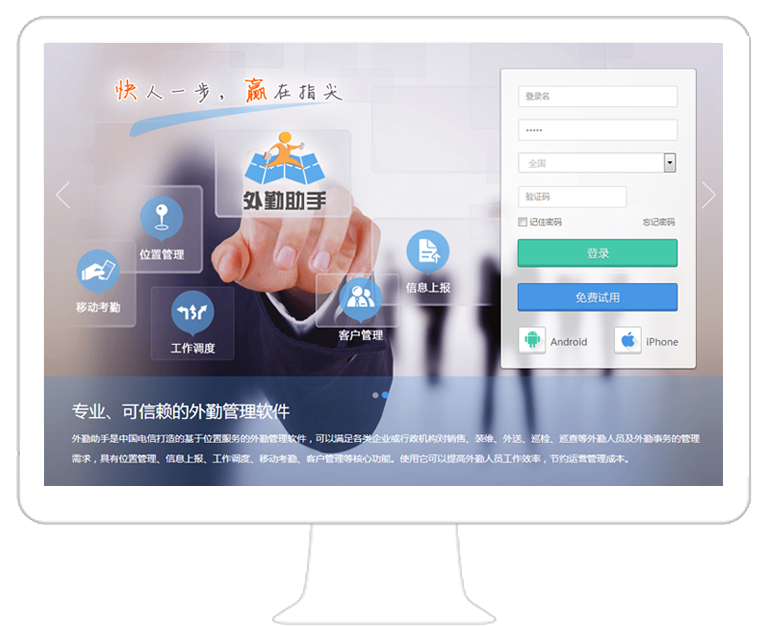 快人一步，赢在指尖
外勤助手
位置管理
移动考勤
工作调度
客户管理
信息上报
登录名
•••••
全国
验证码
记住密码 忘记密码
登录
免费试用
Android iPhone
专业、可信赖的外勤管理软件
外勤助手是中国电信打造的基于位置服务的外勤管理软件，可以满足各类企业或行政机构对销售、装维、外送、巡检、巡查等外勤人员及外勤事务的管理
需求，具有位置管理、信息上报、工作调度、移动考勤、客户管理等核心功能。使用它可以提高外勤人员工作效率，节约运营管理成本。